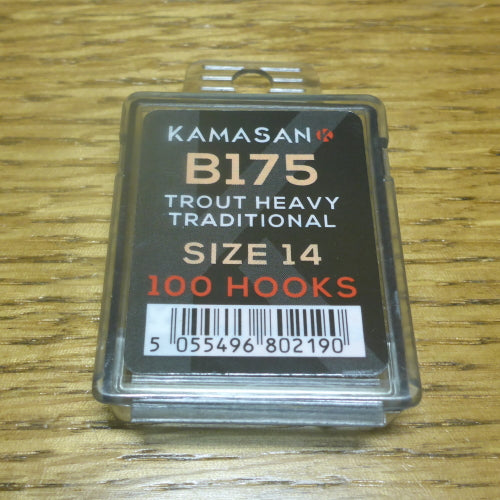 KAMASAN K
B175
TROUT HEAVY
TRADITIONAL
SIZE 14
100 HOOKS
5 055496 802190